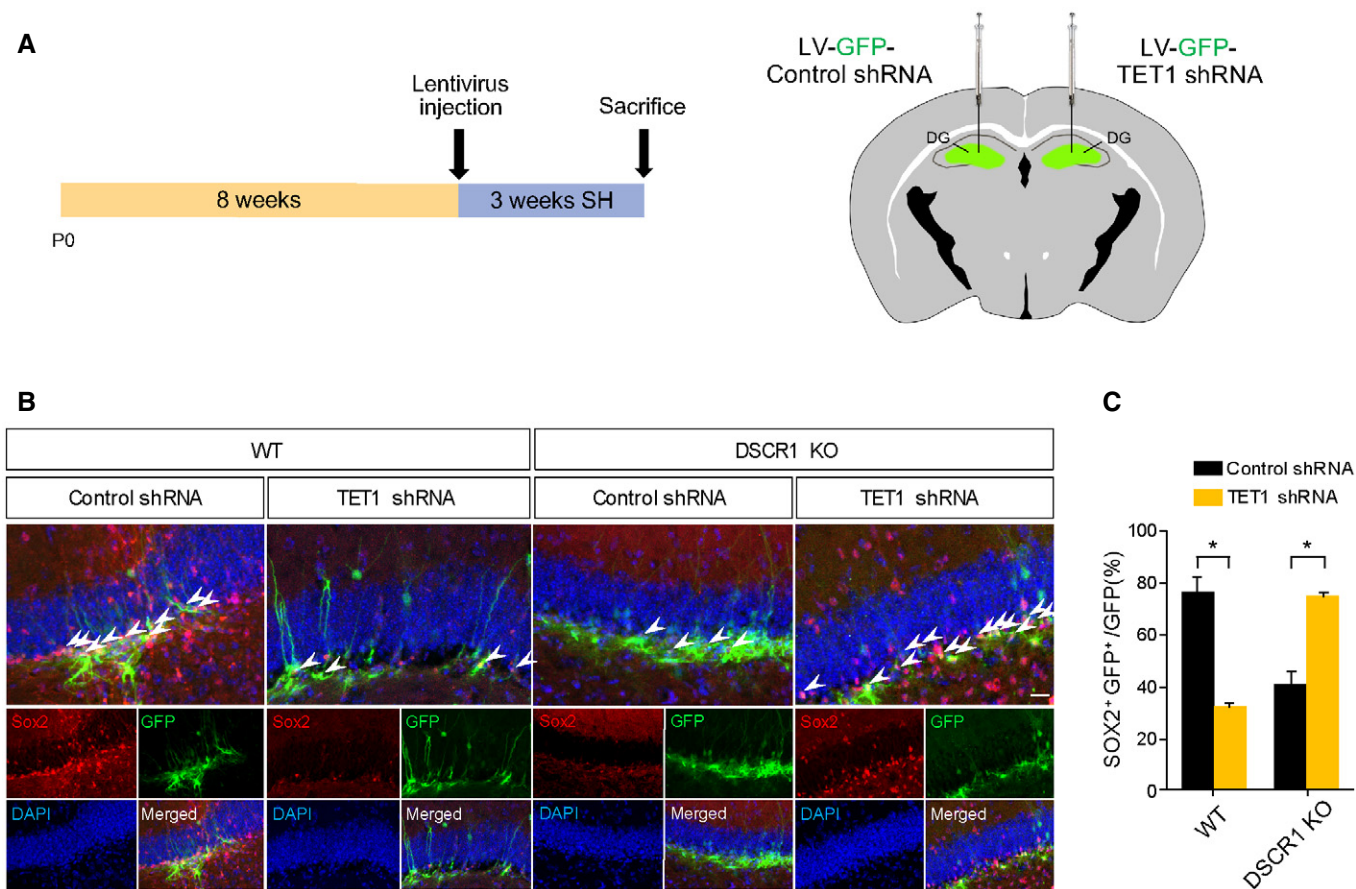 A
Lentivirus
injection
Sacrifice
8 weeks
3 weeks SH
P0
LV-GFP-
Control shRNA
LV-GFP-
TET1 shRNA
DG
DG
B
WT
DSCR1 KO
Control shRNA
TET1 shRNA
Control shRNA
TET1 shRNA
Sox2
GFP
Sox2
GFP
Sox2
GFP
Sox2
GFP
DAPI
Merged
DAPI
Merged
DAPI
Merged
DAPI
Merged
C
Control shRNA
TET1 shRNA
SOX2⁺ GFP⁺ /GFP(%)
100
80
60
40
20
0
*
*
WT
DSCR1 KO